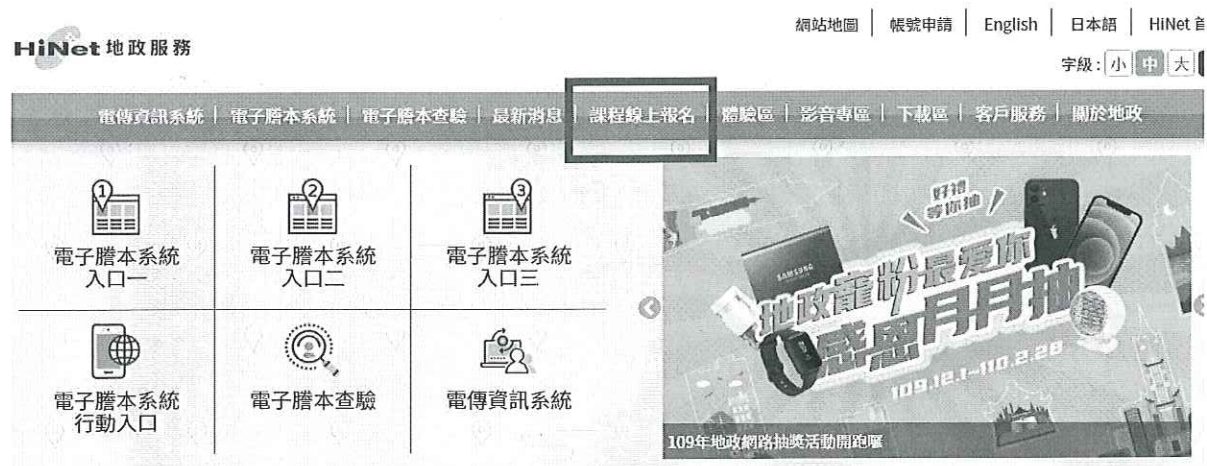 網站地圖 | 帳號申請 | English | 日本語 | HiNet
HiNet 地政服務
字級: 小 中 大
電傳資訊系統 | 電子謄本系統 | 電子謄本查驗 | 最新消息 | 課程線上報名 | 體驗區 | 影音專區 | 下載區 | 客戶服務 | 關於地政
1
電子謄本系統
入口一
2
電子謄本系統
入口二
3
電子謄本系統
入口三
電子謄本系統
行動入口
電子謄本查驗
電傳資訊系統
好禮
等你抽
SAMSUNG
地政寵粉最愛你
感恩月月抽
109.12.1-110.2.28
109年地政網路抽獎活動開跑囉